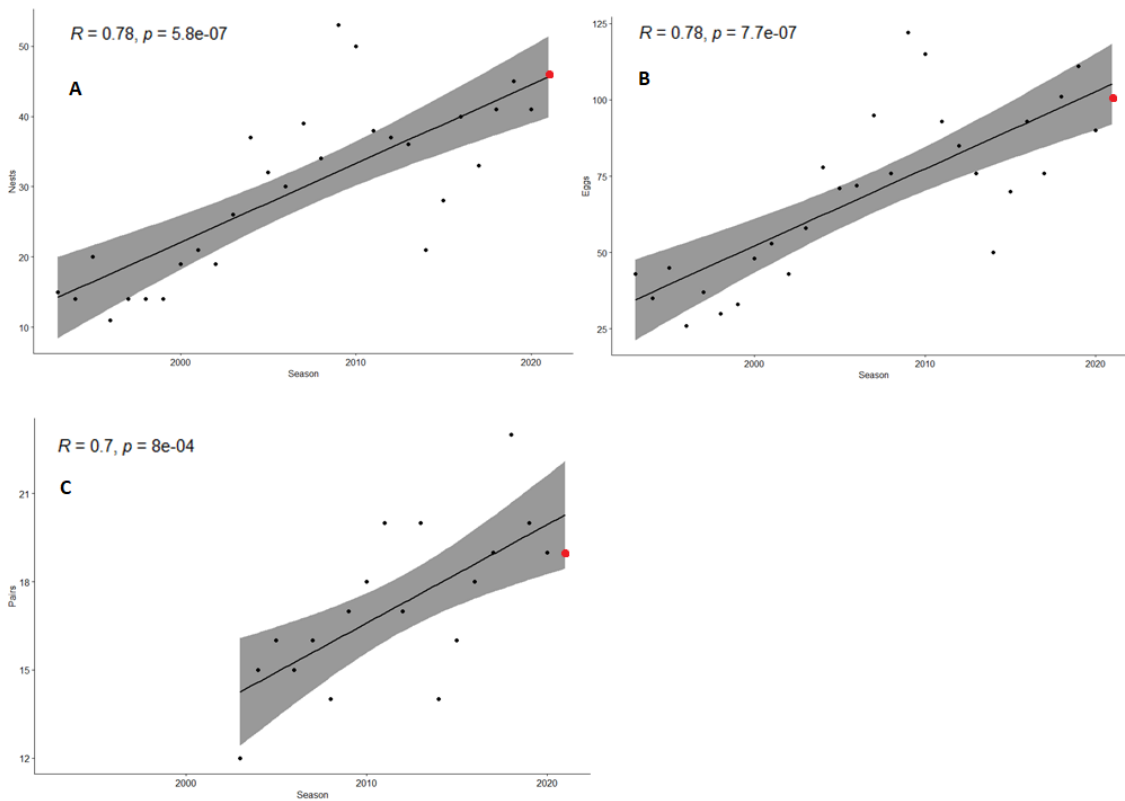 R = 0.78, p = 5.8e-07
A
50
40
30
20
10
Nests
2000
2010
2020
Season
R = 0.78, p = 7.7e-07
B
125
100
75
50
25
Eggs
2000
2010
2020
Season
R = 0.7, p = 8e-04
C
21
18
15
12
Pairs
2000
2010
2020
Season